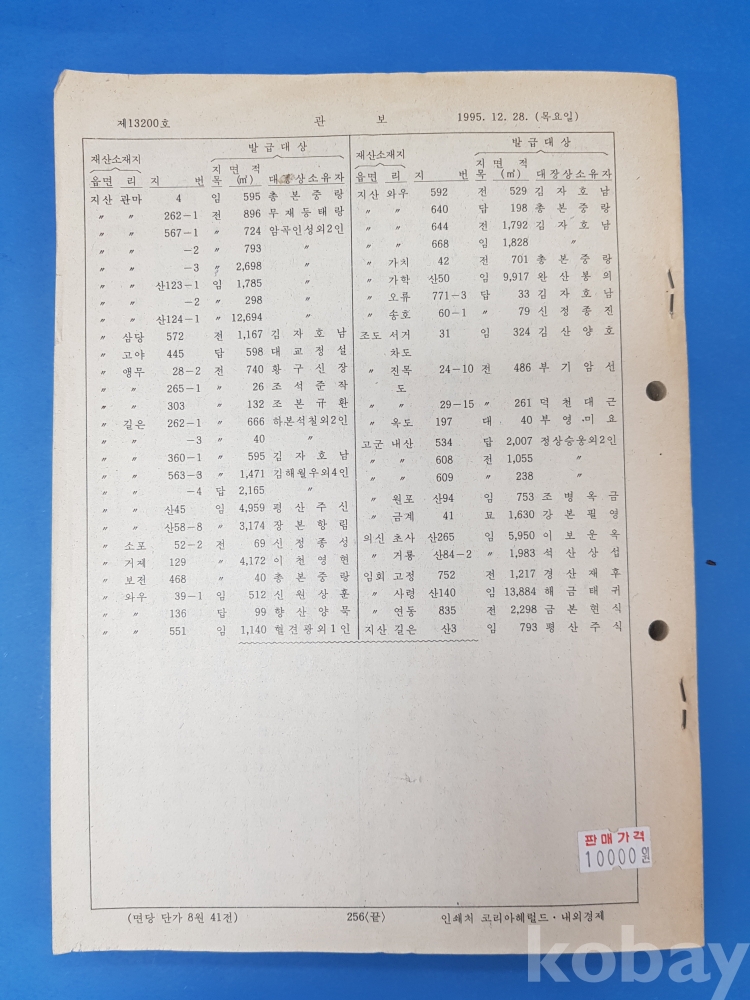 제13200호 관 보 1995. 12. 28. (목요일)
재산소재지 발급대상
읍면 리 지 번 지목 면적(㎡) 대장상소유자
지산 관마 4 임 595 총본중랑
〃 〃 262-1 전 896 무재등태랑
〃 〃 567-1 〃 724 암곡인성외2인
〃 〃 -2 〃 793 〃
〃 〃 -3 〃 2,698 〃
〃 〃 산123-1 임 1,785 〃
〃 〃 -2 〃 298 〃
〃 〃 산124-1 〃 12,694 〃
〃 삼당 572 전 1,167 김자호남
〃 고야 445 답 598 대교정설
〃 앵무 28-2 전 740 황구신장
〃 〃 265-1 〃 26 조석준작
〃 〃 303 〃 132 조본규환
〃 길은 262-1 〃 666 하본석철외2인
〃 〃 -3 〃 40 〃
〃 〃 360-1 〃 595 김자호남
〃 〃 563-3 〃 1,471 김해월우외4인
〃 〃 -4 답 2,165 〃
〃 〃 산45 임 4,959 평산주신
〃 〃 산58-8 〃 3,174 장본항림
〃 소포 52-2 전 69 신정종성
〃 거제 129 〃 4,172 이천영현
〃 보전 468 〃 40 총본중랑
〃 와우 39-1 임 512 신원상훈
〃 〃 136 답 99 향산양목
〃 〃 551 임 1,140 혈견광외1인
재산소재지 발급대상
읍면 리 지 번 지목 면적(㎡) 대장상소유자
지산 와우 592 전 529 김자호남
〃 〃 640 답 198 총본중랑
〃 〃 644 전 1,792 김자호남
〃 〃 668 임 1,828 〃
〃 가치 42 전 701 총본중랑
〃 가학 산50 임 9,917 완산봉의
〃 오류 771-3 답 33 김자호남
〃 송호 60-1 〃 79 신정종진
조도 서거 31 임 324 김산양호
차도
〃 진목 24-10 전 486 부기암선
도
〃 〃 29-15 〃 261 덕천대근
〃 옥도 197 대 40 부영미요
고군 내산 534 답 2,007 정상승웅외2인
〃 〃 608 전 1,055 〃
〃 〃 609 〃 238 〃
〃 원포 산94 임 753 조병옥금
〃 금계 41 묘 1,630 강본필영
의신 초사 산265 임 5,950 이보운옥
〃 거룡 산84-2 〃 1,983 석산상섭
임회 고정 752 전 1,217 경산재후
〃 사령 산140 임 13,884 해금태귀
〃 연동 835 전 2,298 금본현식
지산 길은 산3 임 793 평산주식
판매가격
10000원
(면당 단가 8원 41전) 256〈끝〉 인쇄처 코리아헤럴드·내외경제
kobay